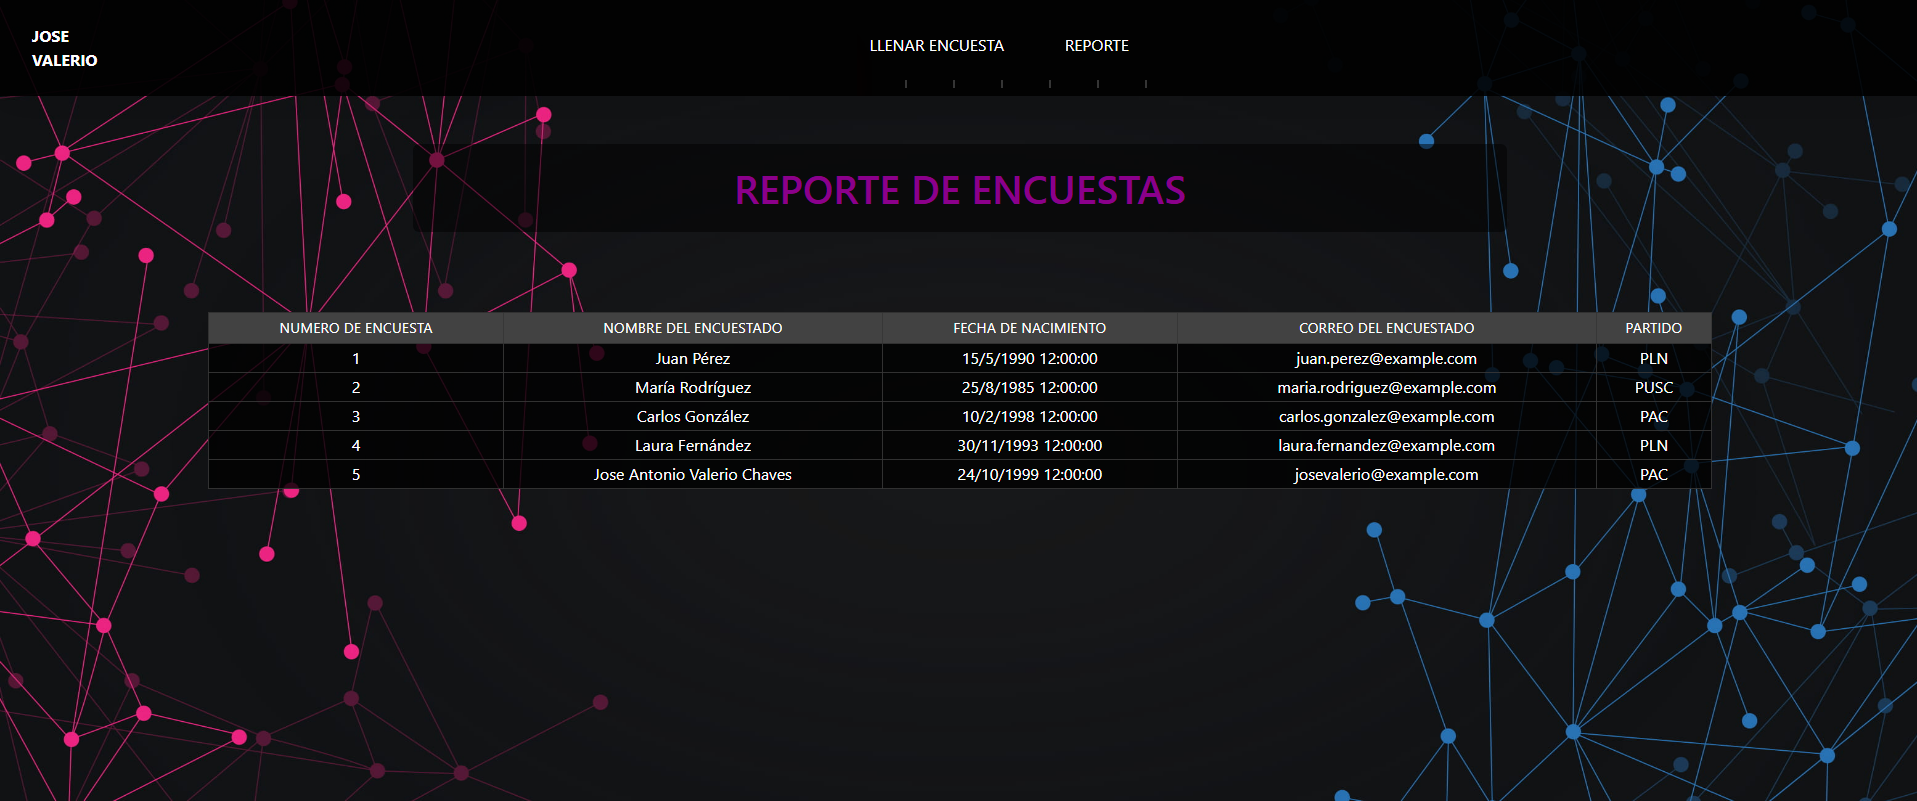 JOSE
VALERIO
LLENAR ENCUESTA REPORTE
REPORTE DE ENCUESTAS
NUMERO DE ENCUESTA NOMBRE DEL ENCUESTADO FECHA DE NACIMIENTO CORREO DEL ENCUESTADO PARTIDO
1 Juan Pérez 15/5/1990 12:00:00 juan.perez@example.com PLN
2 María Rodríguez 25/8/1985 12:00:00 maria.rodriguez@example.com PUSC
3 Carlos González 10/2/1998 12:00:00 carlos.gonzalez@example.com PAC
4 Laura Fernández 30/11/1993 12:00:00 laura.fernandez@example.com PLN
5 Jose Antonio Valerio Chaves 24/10/1999 12:00:00 josevalerio@example.com PAC